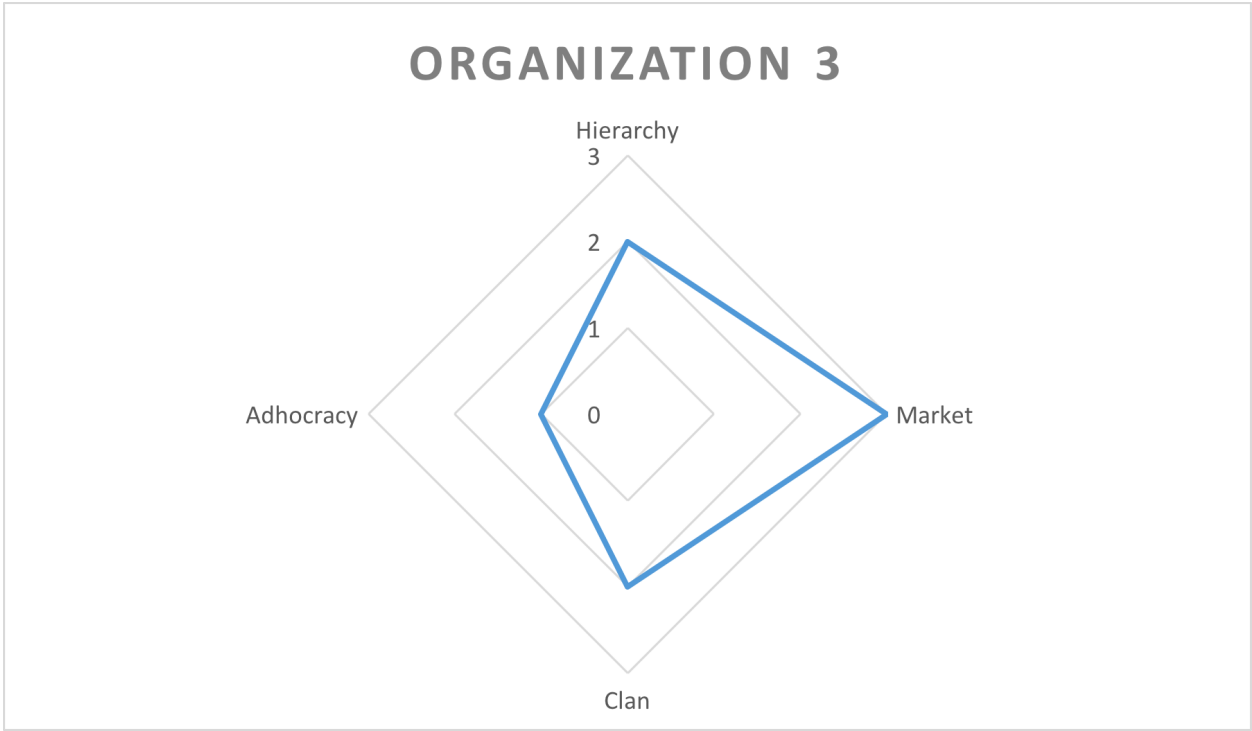 ORGANIZATION 3
Hierarchy
3
2
1
Adhocracy
0
Market
Clan